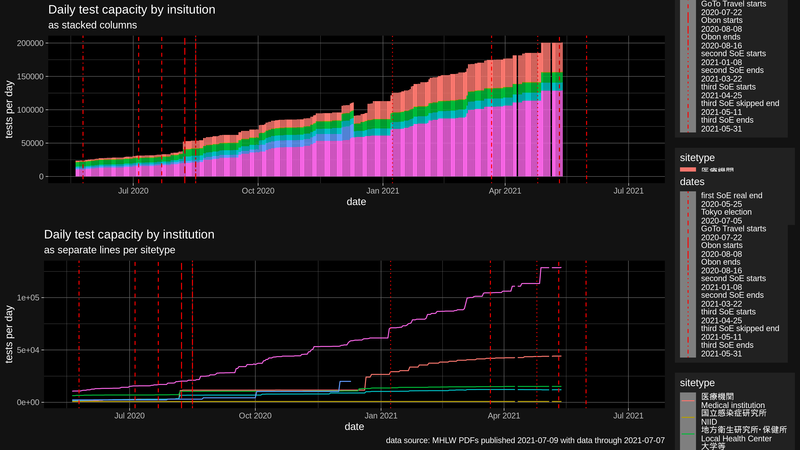 Daily test capacity by insitution
as stacked columns
tests per day
200000
150000
100000
50000
0
Jul 2020
Oct 2020
Jan 2021
Apr 2021
Jul 2021
date
GoTo Travel starts
2020-07-22
Obon starts
2020-08-08
Obon ends
2020-08-16
second SoE starts
2021-01-08
second SoE ends
2021-03-22
third SoE starts
2021-04-25
third SoE skipped end
2021-05-11
third SoE ends
2021-05-31
sitetype
医療機関
dates
first SoE real end
2020-05-25
Tokyo election
2020-07-05
GoTo Travel starts
2020-07-22
Obon starts
2020-08-08
Obon ends
2020-08-16
second SoE starts
2021-01-08
second SoE ends
2021-03-22
third SoE starts
2021-04-25
third SoE skipped end
2021-05-11
third SoE ends
2021-05-31
Daily test capacity by institution
as separate lines per sitetype
tests per day
1e+05
5e+04
0e+00
Jul 2020
Oct 2020
Jan 2021
Apr 2021
Jul 2021
date
sitetype
医療機関
Medical institution
国立感染症研究所
NIID
地方衛生研究所・保健所
Local Health Center
大学等
data source: MHLW PDFs published 2021-07-09 with data through 2021-07-07